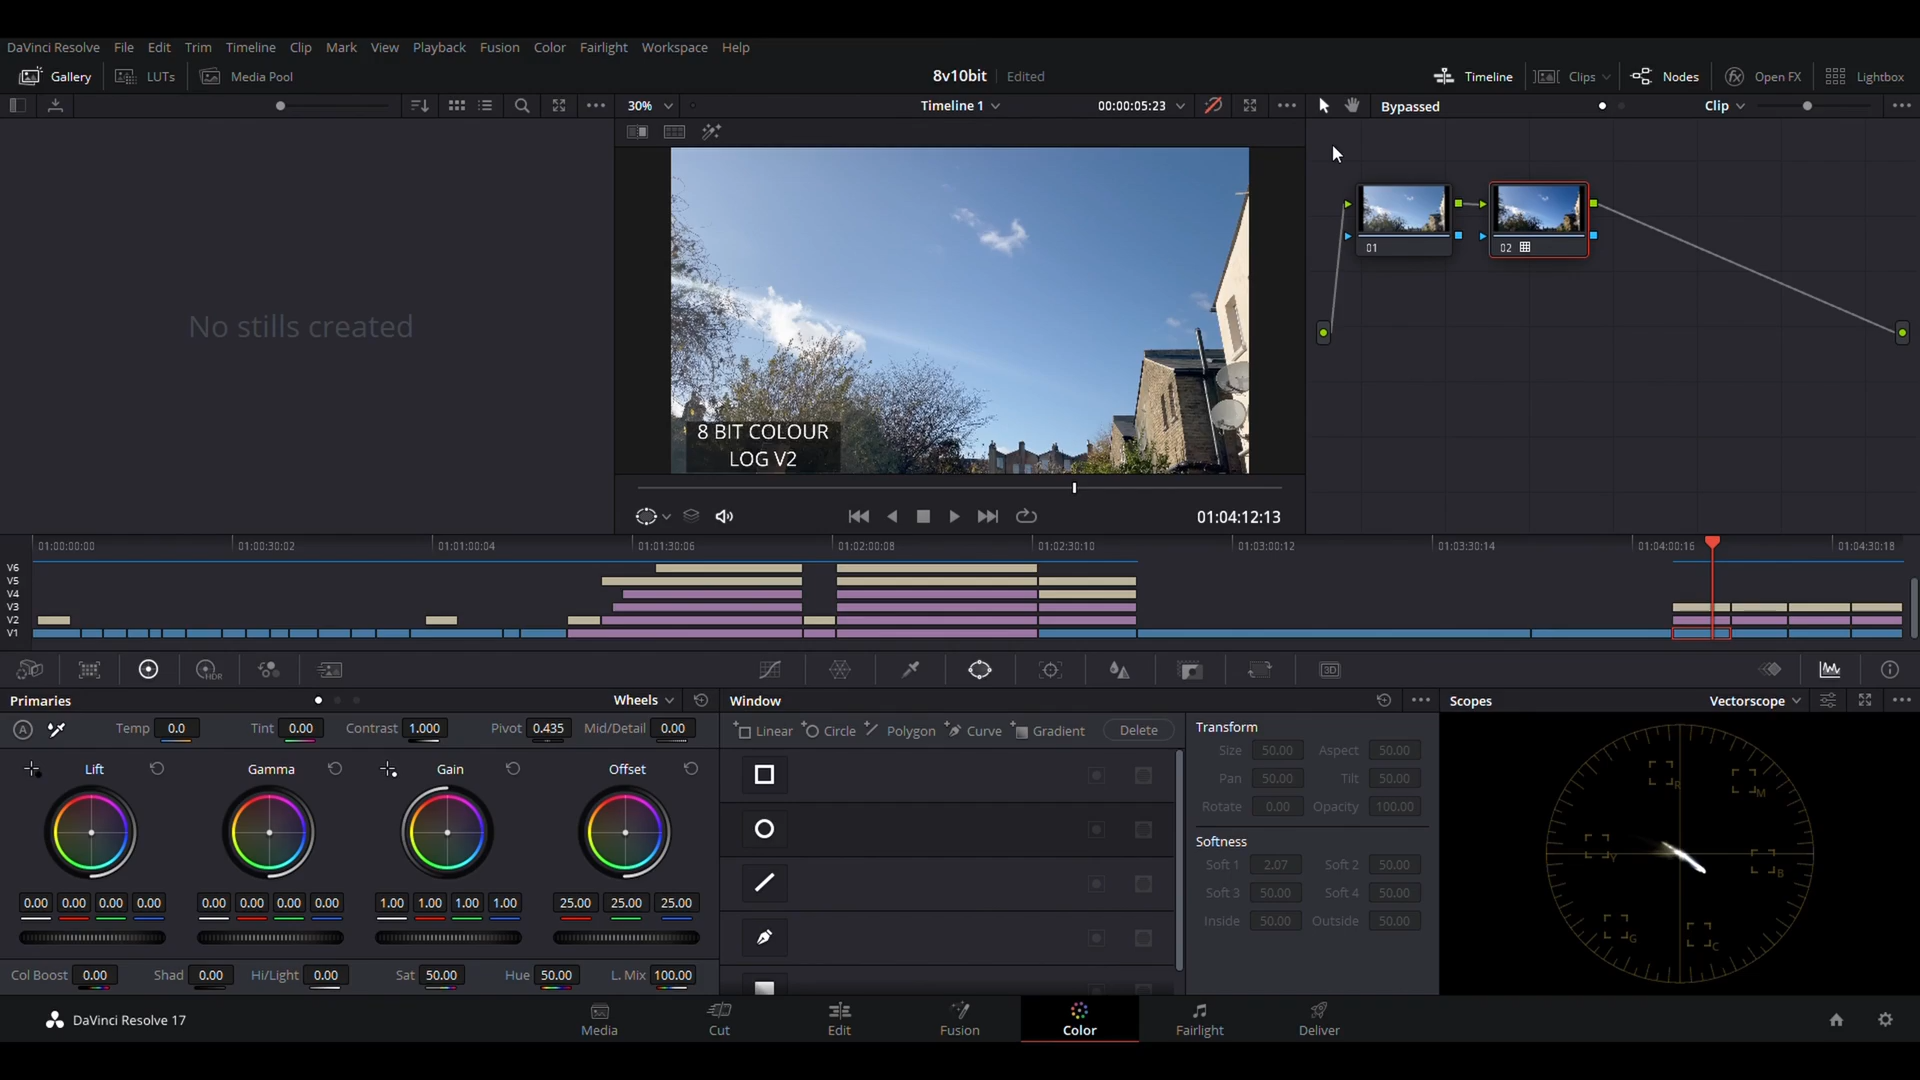 DaVinci Resolve File Edit Trim Timeline Clip Mark View Playback Fusion Color Fairlight Workspace Help
Gallery LUTs Media Pool 8v10bit Edited Timeline Clips Nodes Open FX Lightbox
30% Timeline 1 00:00:05:23 Bypassed Clip
No stills created
8 BIT COLOUR
LOG V2
01
02
01:04:12:13
01:00:00:00 01:00:30:02 01:01:00:04 01:01:30:06 01:02:00:08 01:02:30:10 01:03:00:12 01:03:30:14 01:04:00:16 01:04:30:18
V6
V5
V4
V3
V2
V1
HDR
3D
Primaries Wheels Window Scopes Vectorscope
A Temp 0.0 Tint 0.00 Contrast 1.000 Pivot 0.435 Mid/Detail 0.00
Linear Circle Polygon Curve Gradient Delete
Transform
Size 50.00 Aspect 50.00
Pan 50.00 Tilt 50.00
Rotate 0.00 Opacity 100.00
Softness
Soft 1 2.07 Soft 2 50.00
Soft 3 50.00 Soft 4 50.00
Inside 50.00 Outside 50.00
Lift Gamma Gain Offset
0.00 0.00 0.00 0.00 0.00 0.00 0.00 0.00 1.00 1.00 1.00 1.00 25.00 25.00 25.00
Col Boost 0.00 Shad 0.00 Hi/Light 0.00 Sat 50.00 Hue 50.00 L. Mix 100.00
R
M
Y
B
G
C
DaVinci Resolve 17 Media Cut Edit Fusion Color Fairlight Deliver